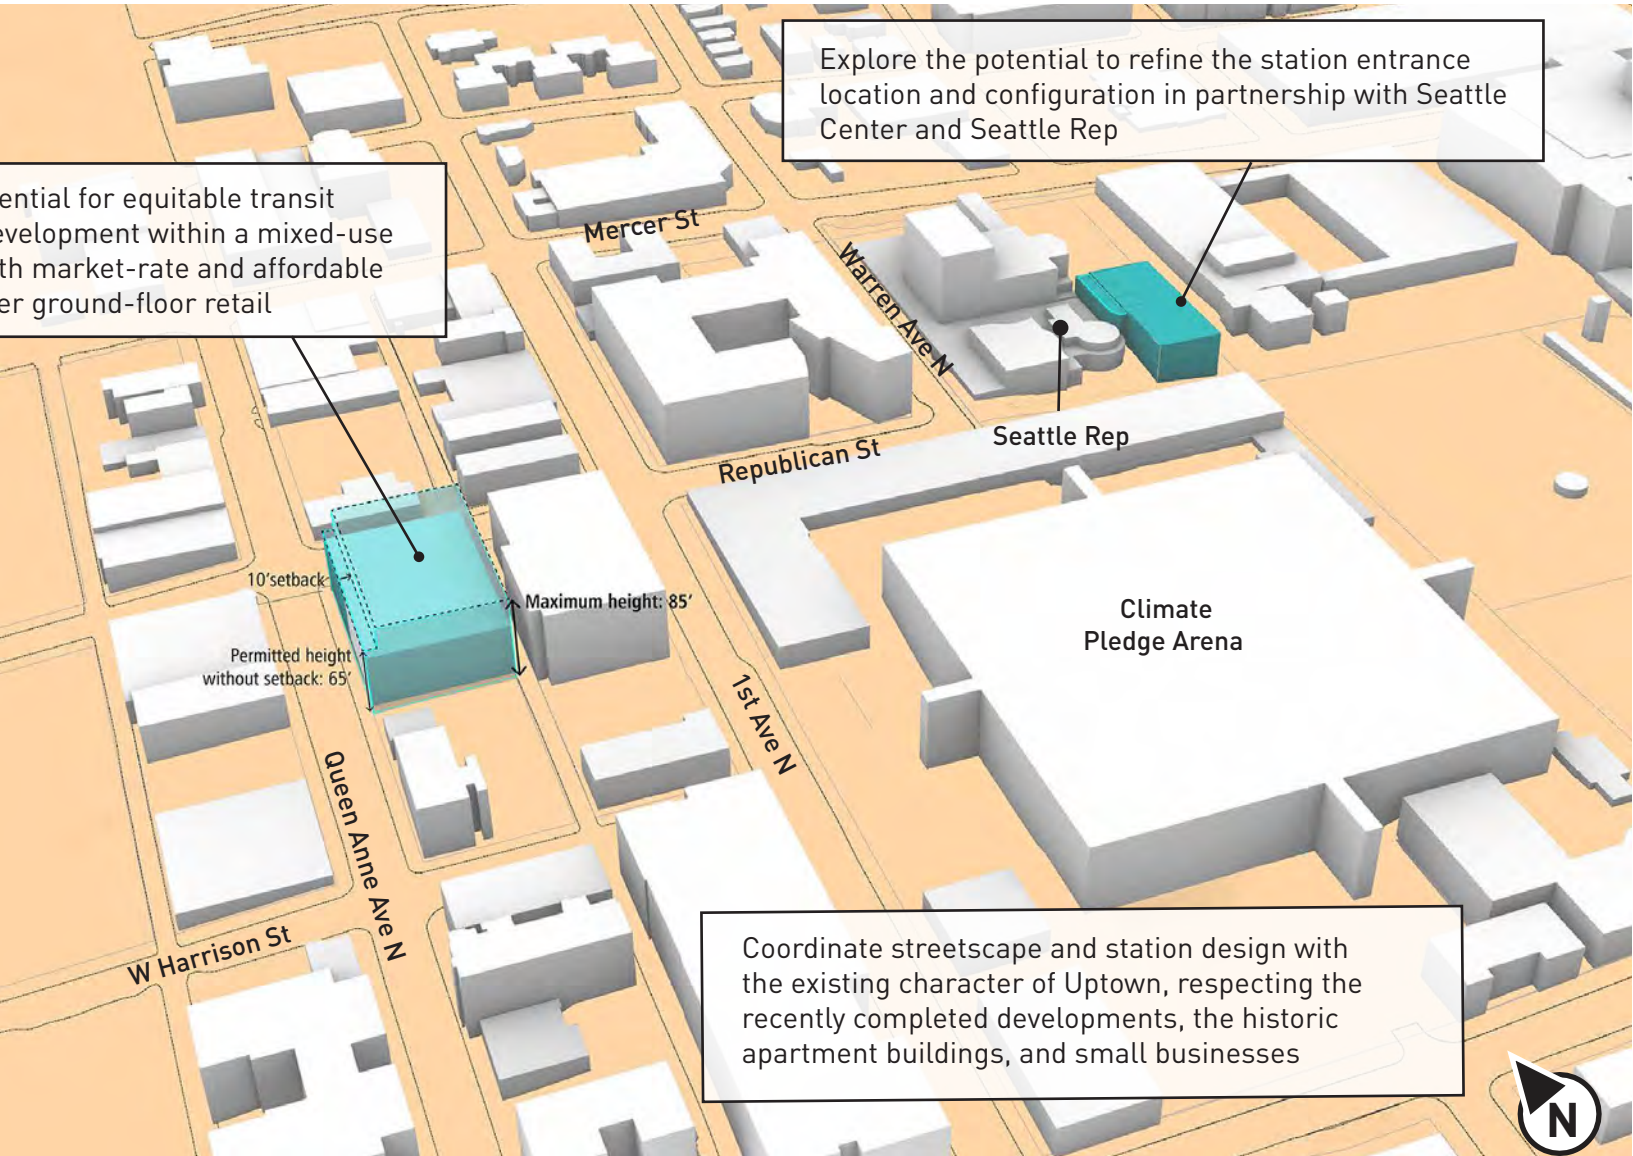 Explore the potential to refine the station entrance
location and configuration in partnership with Seattle
Center and Seattle Rep
ential for equitable transit
evelopment within a mixed-use
th market-rate and affordable
er ground-floor retail
Mercer St
Warren Ave N
Seattle Rep
Republican St
10'setback
Maximum height: 85'
Permitted height
without setback: 65'
Climate
Pledge Arena
1st Ave N
Queen Anne Ave N
W Harrison St
Coordinate streetscape and station design with
the existing character of Uptown, respecting the
recently completed developments, the historic
apartment buildings, and small businesses
N